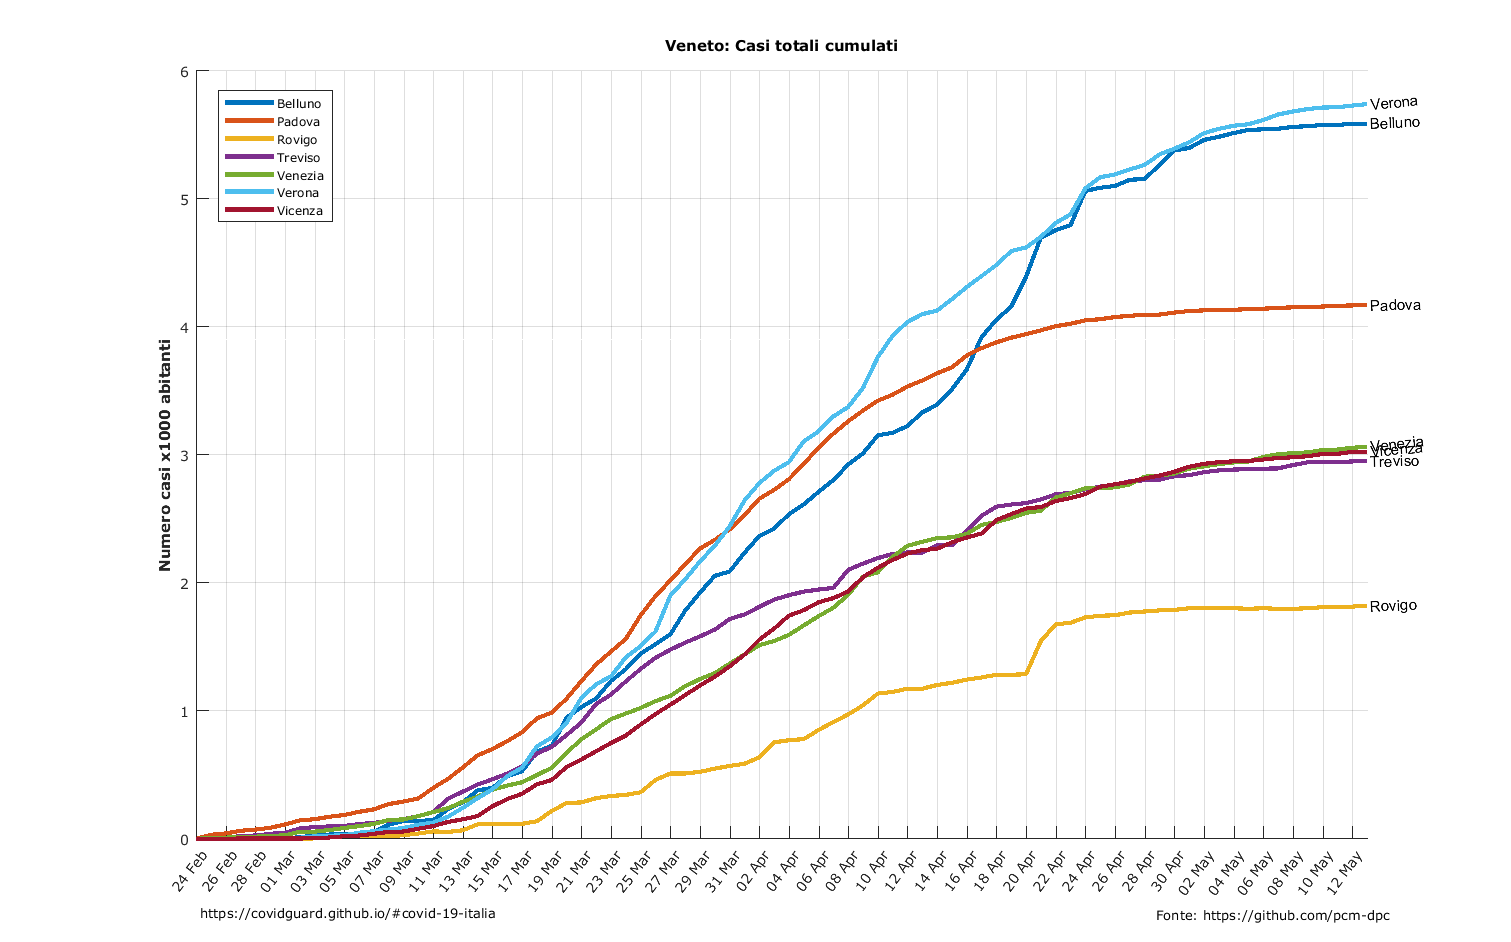 Veneto: Casi totali cumulati
Numero casi x1000 abitanti
6
5
4
3
2
1
0
Belluno
Padova
Rovigo
Treviso
Venezia
Verona
Vicenza
Verona
Belluno
Padova
Venezia
Vicenza
Treviso
Rovigo
24 Feb
26 Feb
28 Feb
01 Mar
03 Mar
05 Mar
07 Mar
09 Mar
11 Mar
13 Mar
15 Mar
17 Mar
19 Mar
21 Mar
23 Mar
25 Mar
27 Mar
29 Mar
31 Mar
02 Apr
04 Apr
06 Apr
08 Apr
10 Apr
12 Apr
14 Apr
16 Apr
18 Apr
20 Apr
22 Apr
24 Apr
26 Apr
28 Apr
30 Apr
02 May
04 May
06 May
08 May
10 May
12 May
https://covidguard.github.io/#covid-19-italia
Fonte: https://github.com/pcm-dpc